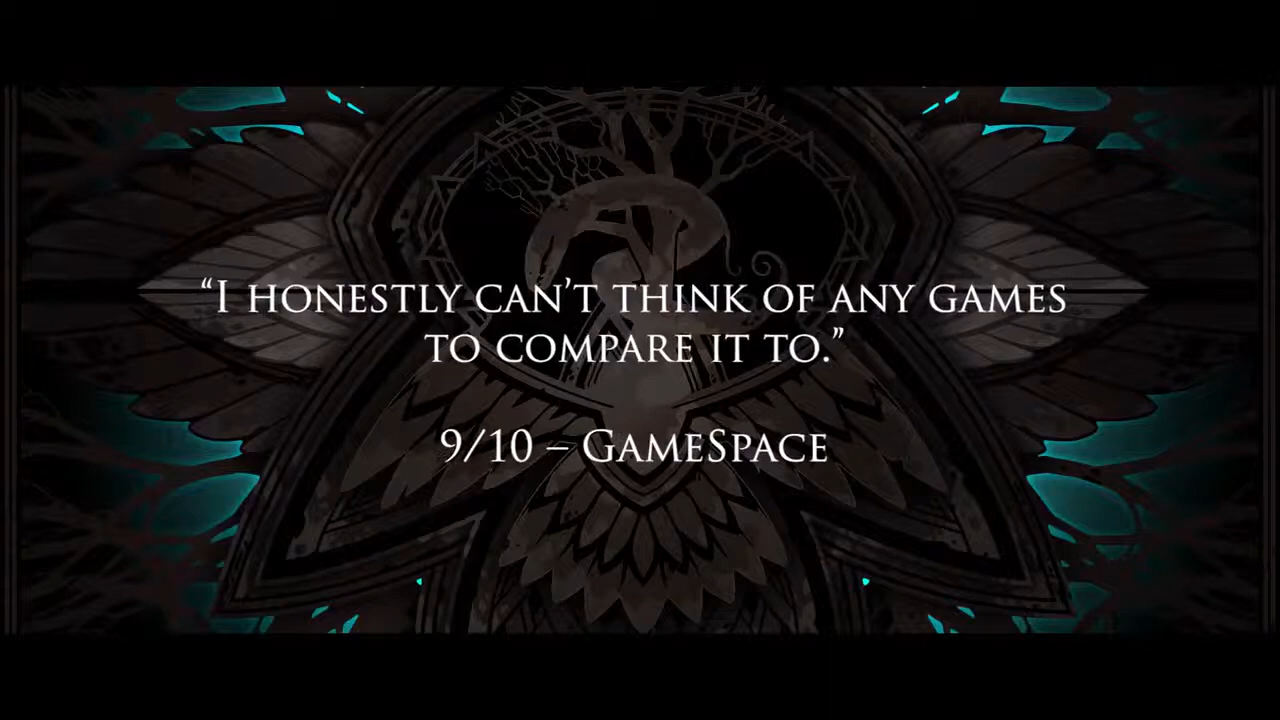 “I HONESTLY CAN’T THINK OF ANY GAMES
TO COMPARE IT TO.”
9/10 – GAMESPACE